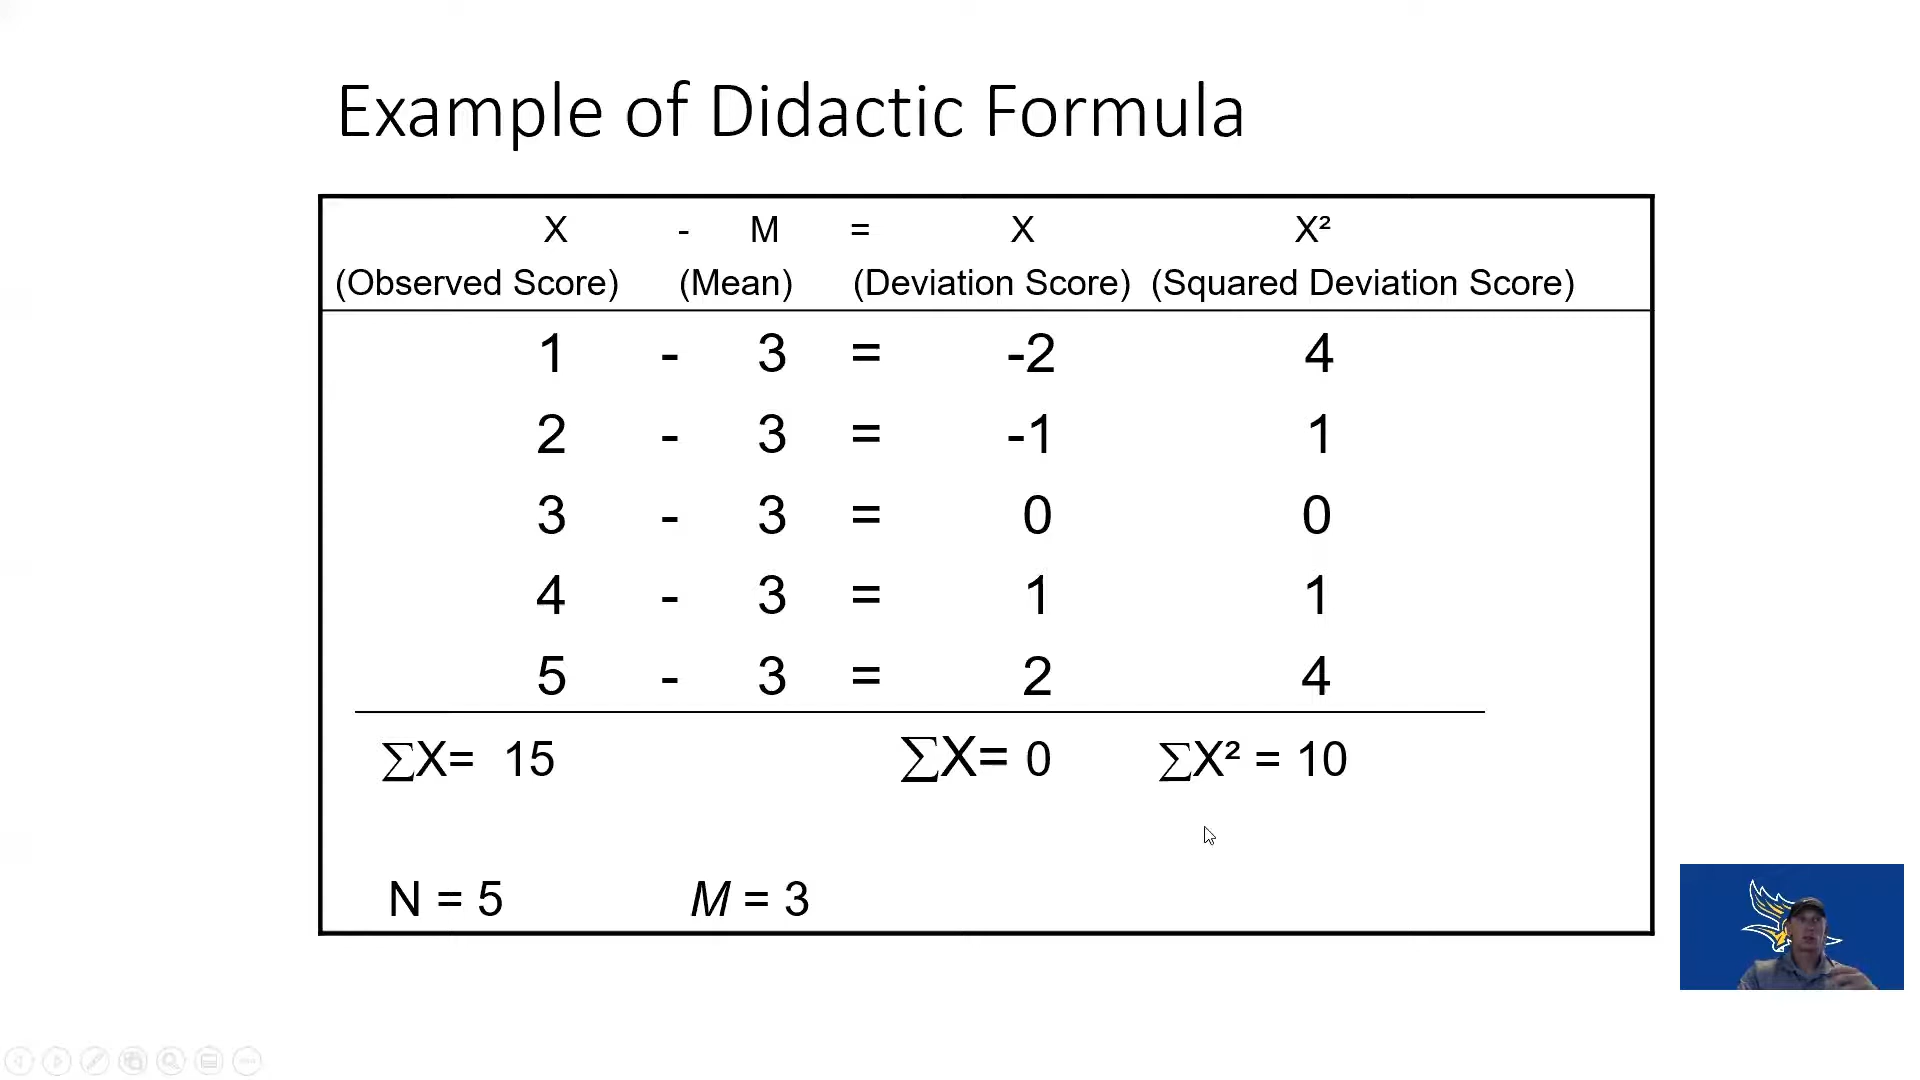 Example of Didactic Formula
X - M = X X²
(Observed Score) (Mean) (Deviation Score) (Squared Deviation Score)
1 - 3 = -2 4
2 - 3 = -1 1
3 - 3 = 0 0
4 - 3 = 1 1
5 - 3 = 2 4
∑X= 15 ∑X= 0 ∑X² = 10
N = 5 M = 3